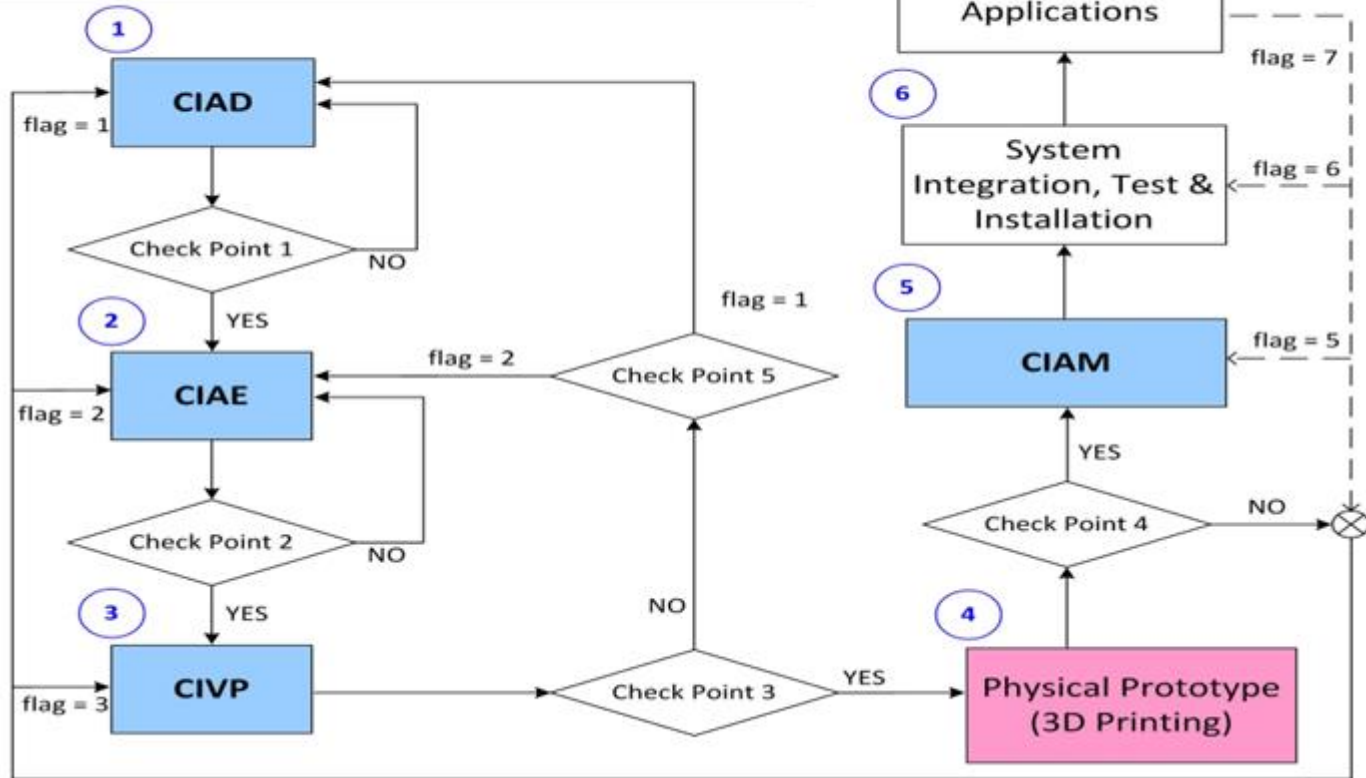 1
CIAD
flag = 1
Check Point 1
NO
YES
2
CIAE
flag = 2
Check Point 2
NO
YES
3
CIVP
flag = 3
flag = 1
flag = 2
Check Point 5
NO
Check Point 3
YES
Applications
flag = 7
6
System
Integration, Test &
Installation
flag = 6
5
CIAM
flag = 5
YES
Check Point 4
NO
4
Physical Prototype
(3D Printing)